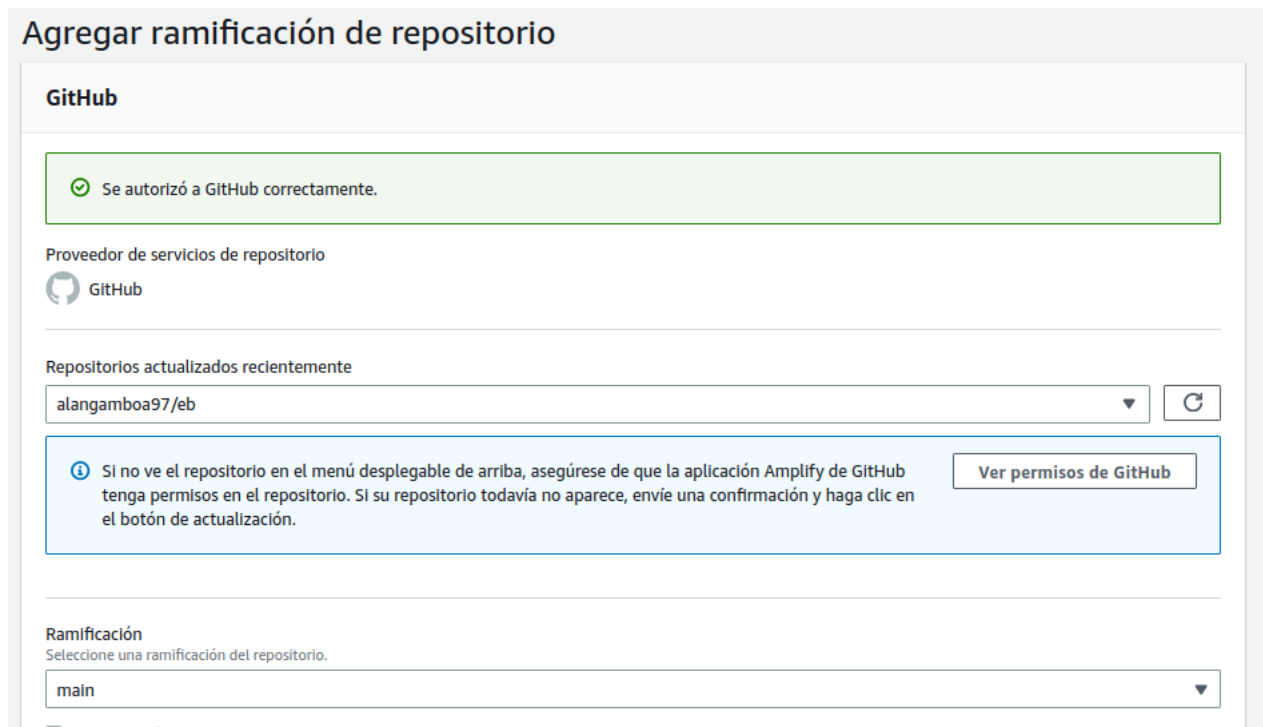 Agregar ramificación de repositorio
GitHub
Se autorizó a GitHub correctamente.
Proveedor de servicios de repositorio
GitHub
Repositorios actualizados recientemente
alangamboa97/eb
Si no ve el repositorio en el menú desplegable de arriba, asegúrese de que la aplicación Amplify de GitHub
tenga permisos en el repositorio. Si su repositorio todavía no aparece, envíe una confirmación y haga clic en
el botón de actualización.
Ver permisos de GitHub
Ramificación
Seleccione una ramificación del repositorio.
main